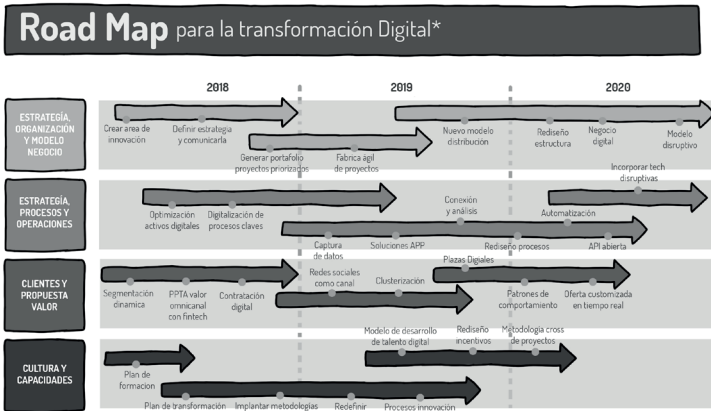 Road Map para la transformación Digital*
2018
2019
2020
ESTRATEGÍA,
ORGANIZACIÓN
Y MODELO
NEGOCIO
Crear area de
innovación
Definir estrategia
y comunicarla
Generar portafolio
proyectos priorizados
Fabrica ágil
de proyectos
Nuevo modelo
distribución
Rediseño
estructura
Negocio
digital
Modelo
disruptivo
ESTRATEGÍA,
PROCESOS Y
OPERACIONES
Optimización
activos digitales
Digitalización de
procesos claves
Captura
de datos
Soluciones APP
Conexión
y análisis
Rediseño procesos
Automatización
API abierta
Incorporar tech
disruptivas
CLIENTES Y
PROPUESTA
VALOR
Segmentación
dinamica
PPTA valor
omnicanal
con fintech
Contratación
digital
Redes sociales
como canal
Clusterización
Plazas Digiales
Patrones de
comportamiento
Oferta customizada
en tiempo real
CULTURA Y
CAPACIDADES
Plan de
formacion
Plan de transformación
Implantar metodologías
Redefinir
Procesos innovación
Modelo de desarrollo
de talento digital
Rediseño
incentivos
Metodología cross
de proyectos